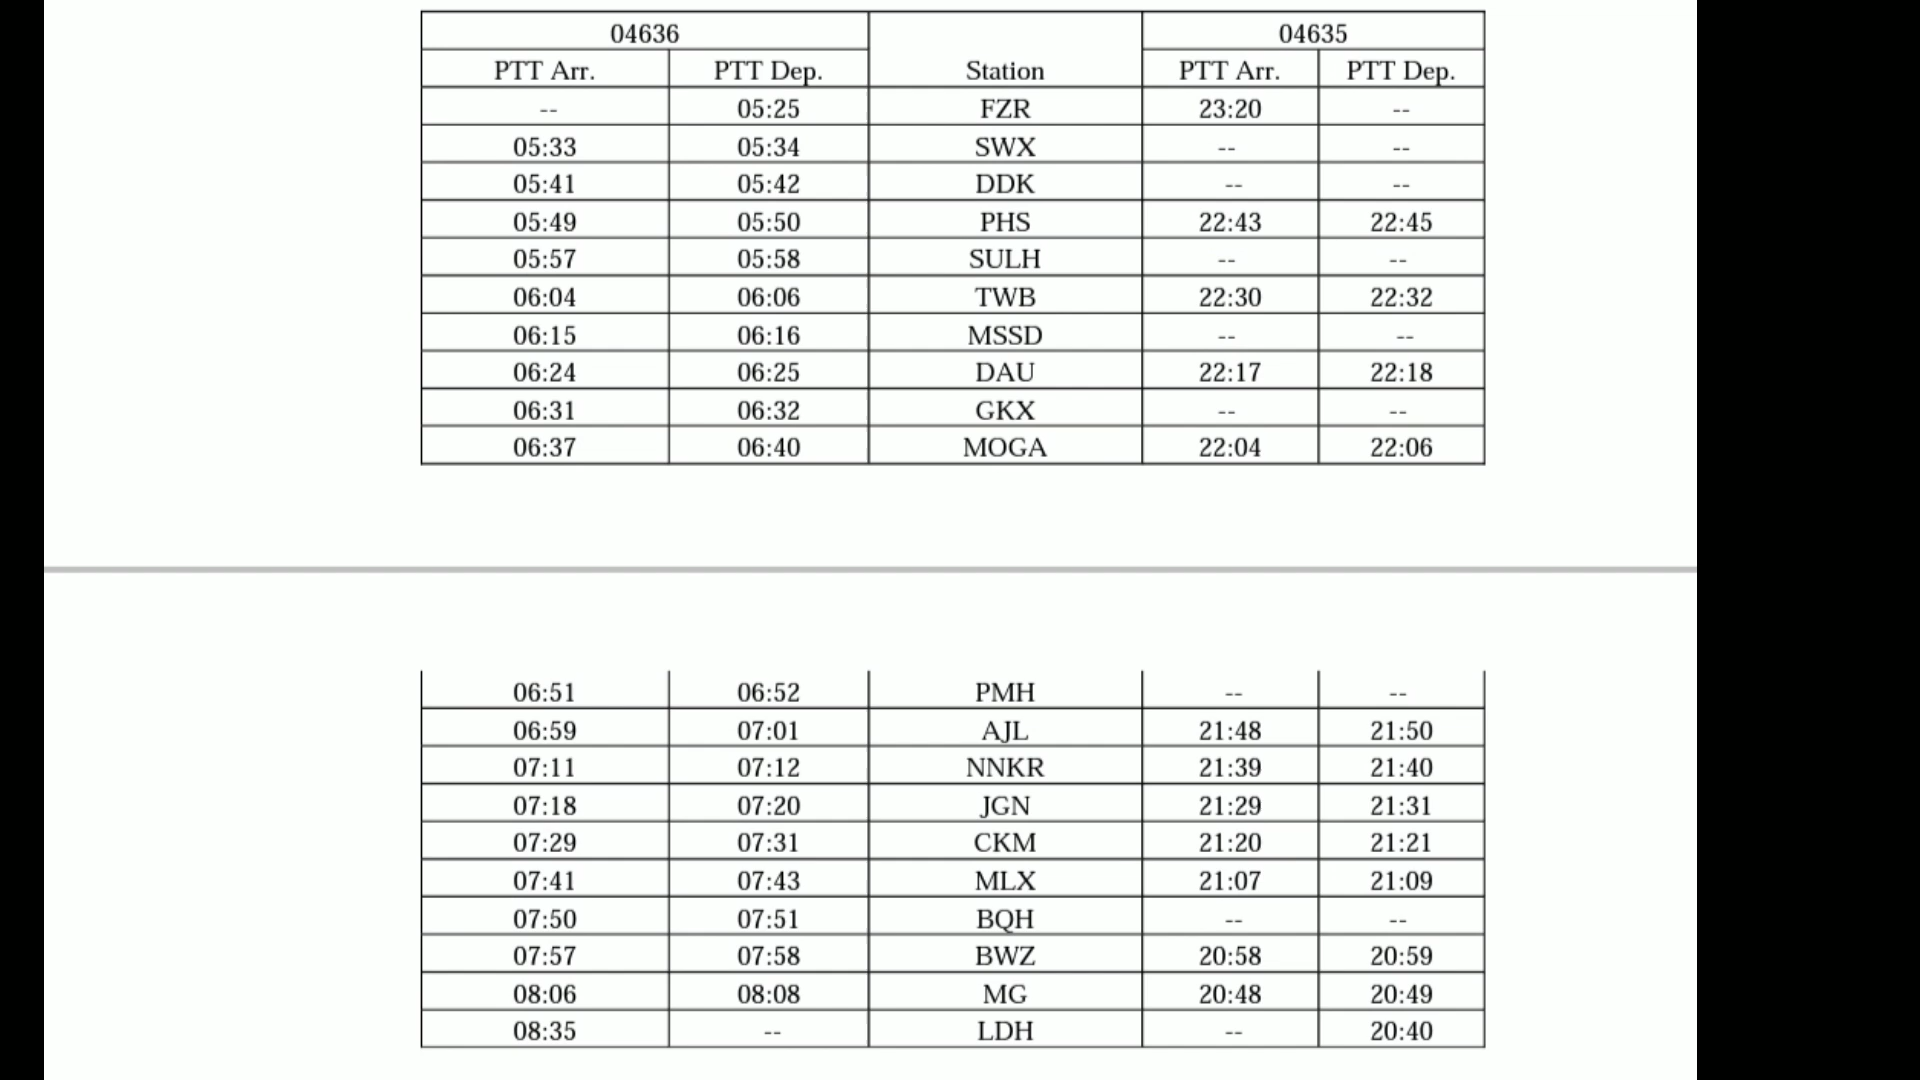 04636 04635
PTT Arr. PTT Dep. Station PTT Arr. PTT Dep.
-- 05:25 FZR 23:20 --
05:33 05:34 SWX -- --
05:41 05:42 DDK -- --
05:49 05:50 PHS 22:43 22:45
05:57 05:58 SULH -- --
06:04 06:06 TWB 22:30 22:32
06:15 06:16 MSSD -- --
06:24 06:25 DAU 22:17 22:18
06:31 06:32 GKX -- --
06:37 06:40 MOGA 22:04 22:06
06:51 06:52 PMH -- --
06:59 07:01 AJL 21:48 21:50
07:11 07:12 NNKR 21:39 21:40
07:18 07:20 JGN 21:29 21:31
07:29 07:31 CKM 21:20 21:21
07:41 07:43 MLX 21:07 21:09
07:50 07:51 BQH -- --
07:57 07:58 BWZ 20:58 20:59
08:06 08:08 MG 20:48 20:49
08:35 -- LDH -- 20:40